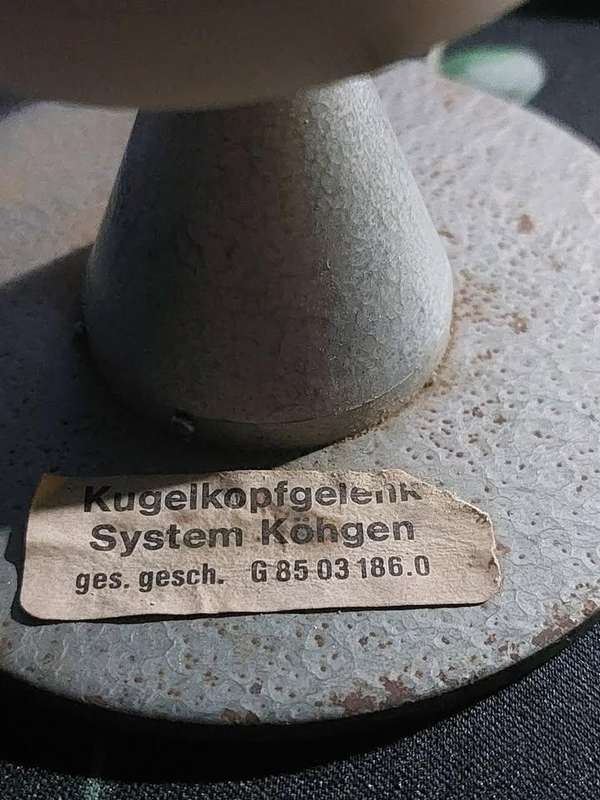 Kugelkopfgelenk
System Köhgen
ges. gesch. G 85 03 186.0